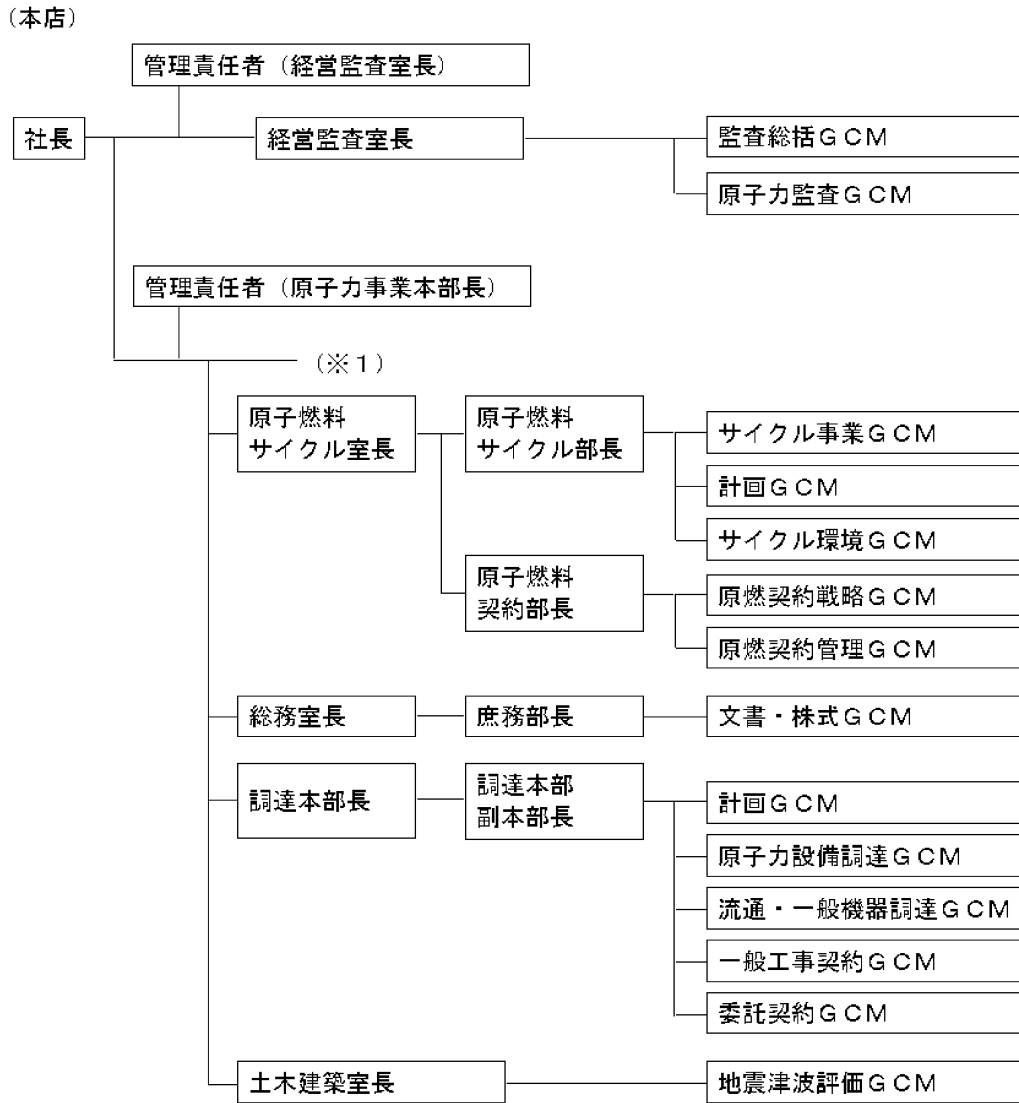 (本店)
管理責任者(経営監査室長)
社長
経営監査室長
監査総括GCM
原子力監査GCM
管理責任者(原子力事業本部長)
(※1)
原子燃料
サイクル室長
原子燃料
サイクル部長
サイクル事業GCM
計画GCM
サイクル環境GCM
原子燃料
契約部長
原燃契約戦略GCM
原燃契約管理GCM
総務室長
庶務部長
文書・株式GCM
調達本部長
調達本部
副本部長
計画GCM
原子力設備調達GCM
流通・一般機器調達GCM
一般工事契約GCM
委託契約GCM
土木建築室長
地震津波評価GCM